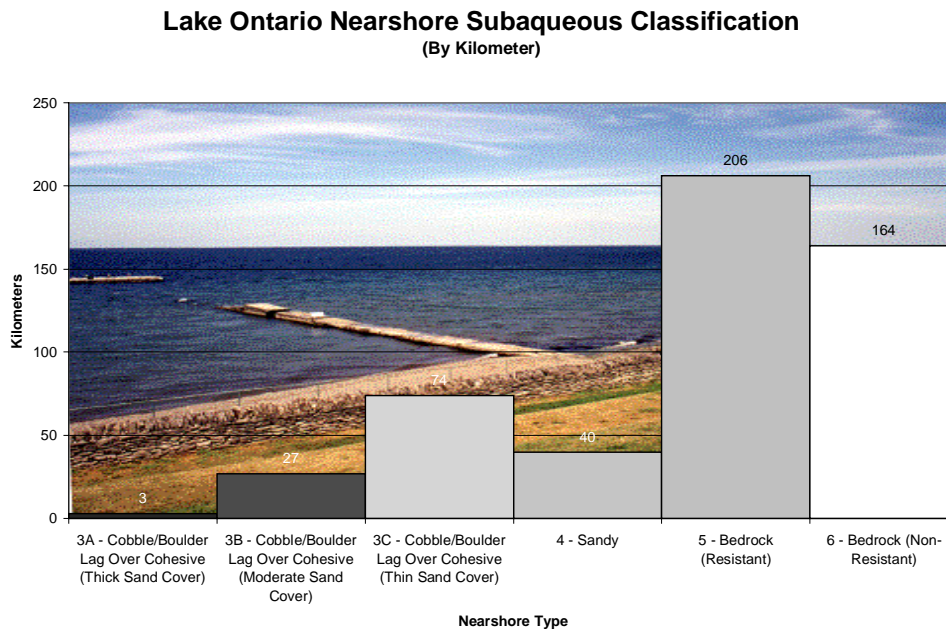 Lake Ontario Nearshore Subaqueous Classification
(By Kilometer)
250
200
150
100
50
0
Kilometers
3
27
74
40
206
164
3A - Cobble/Boulder
Lag Over Cohesive
(Thick Sand Cover)
3B - Cobble/Boulder
Lag Over Cohesive
(Moderate Sand
Cover)
3C - Cobble/Boulder
Lag Over Cohesive
(Thin Sand Cover)
4 - Sandy
5 - Bedrock
(Resistant)
6 - Bedrock (Non-
Resistant)
Nearshore Type